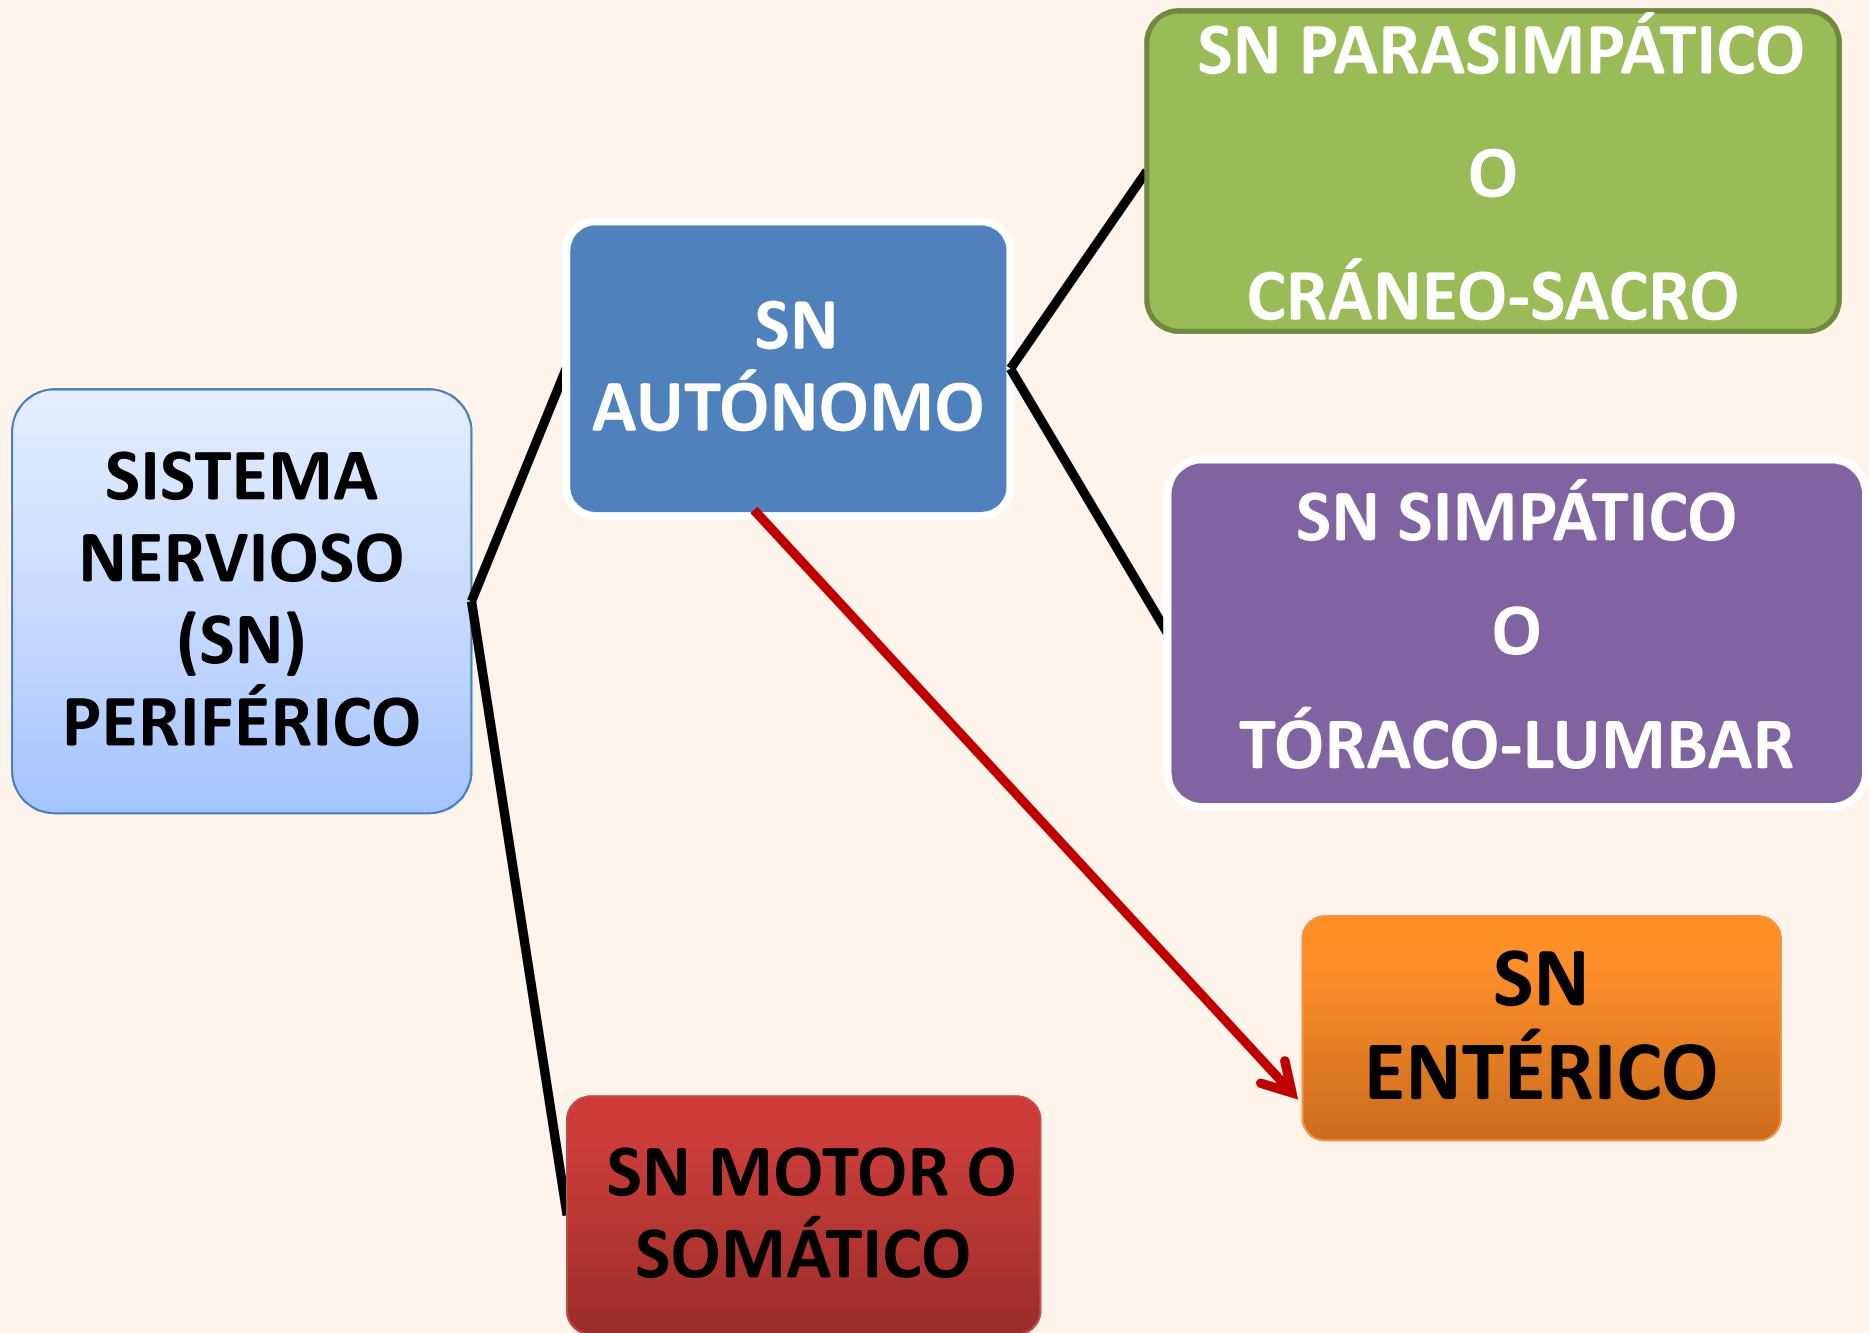 SISTEMA
NERVIOSO
(SN)
PERIFÉRICO
SN
AUTÓNOMO
SN PARASIMPÁTICO
O
CRÁNEO-SACRO
SN SIMPÁTICO
O
TÓRACO-LUMBAR
SN
ENTÉRICO
SN MOTOR O
SOMÁTICO